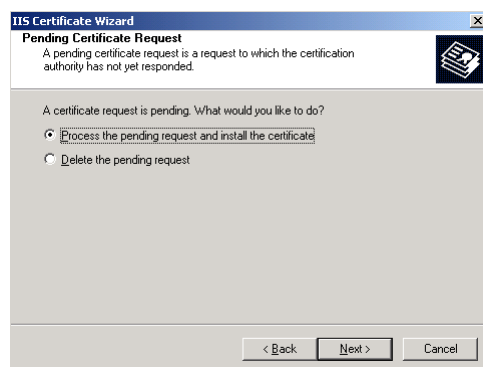 IIS Certificate Wizard
Pending Certificate Request
A pending certificate request is a request to which the certification
authority has not yet responded.
A certificate request is pending. What would you like to do?
Process the pending request and install the certificate
Delete the pending request
< Back
Next >
Cancel